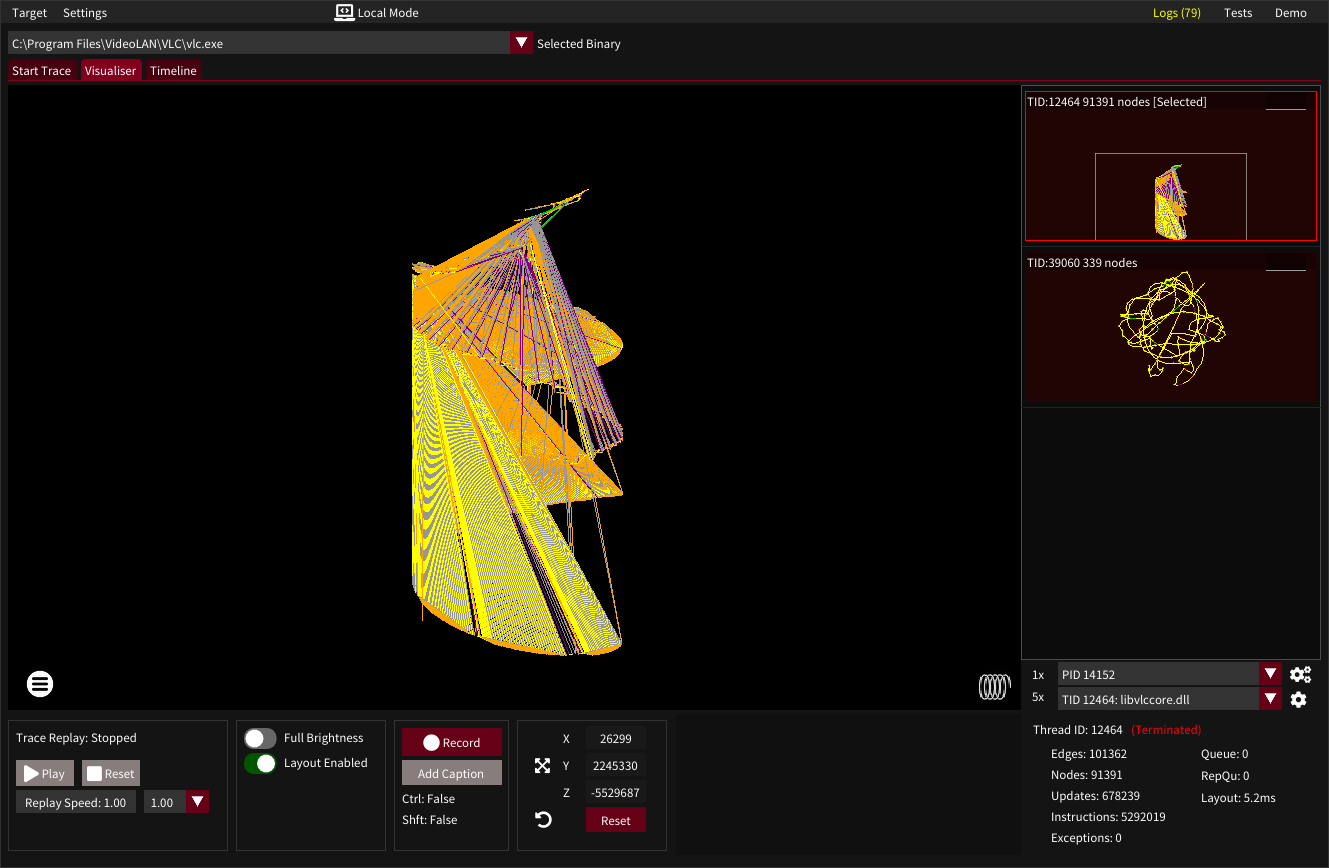 Target Settings Local Mode Logs (79) Tests Demo
C:\Program Files\VideoLAN\VLC\vlc.exe Selected Binary
Start Trace Visualiser Timeline
TID:12464 91391 nodes [Selected]
TID:39060 339 nodes
1x PID 14152
5x TID 12464: libvlccore.dll
Trace Replay: Stopped
Play Reset
Replay Speed: 1.00 1.00
Full Brightness
Layout Enabled
Record
Add Caption
Ctrl: False
Shft: False
X 26299
Y 2245330
Z -5529687
Reset
Thread ID: 12464 (Terminated)
Edges: 101362 Queue: 0
Nodes: 91391 RepQu: 0
Updates: 678239 Layout: 5.2ms
Instructions: 5292019
Exceptions: 0